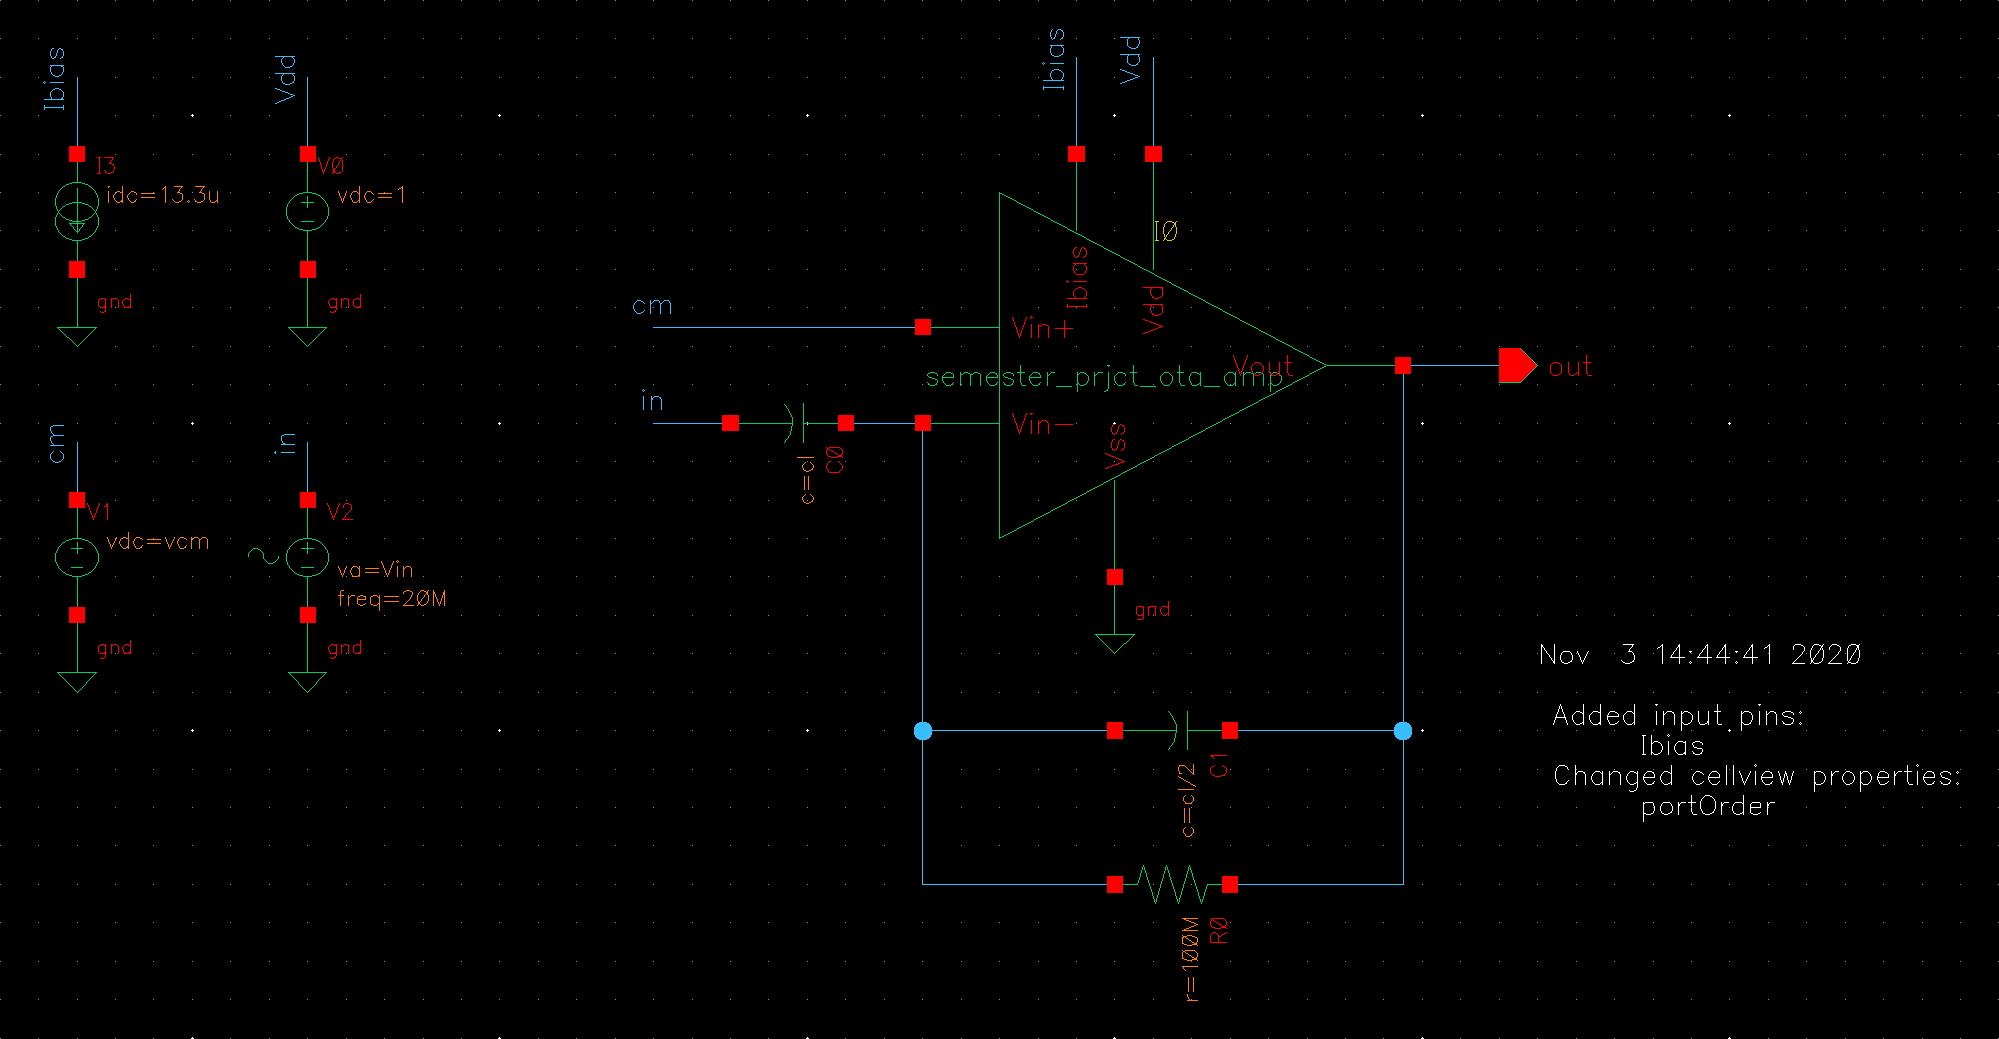 Ibias
I3
idc=13.3u
gnd
Vdd
V0
vdc=1
gnd
cm
V1
vdc=vcm
gnd
in
V2
va=Vin
freq=20M
gnd
Ibias
Vdd
I0
Ibias
Vdd
cm
Vin+
semester_prjct_ota_amp
Vout
out
in
c=cl
C0
Vin-
Vss
gnd
c=cl/2
C1
r=100M
R0
Nov 3 14:44:41 2020
Added input pins:
Ibias
Changed cellview properties:
portOrder